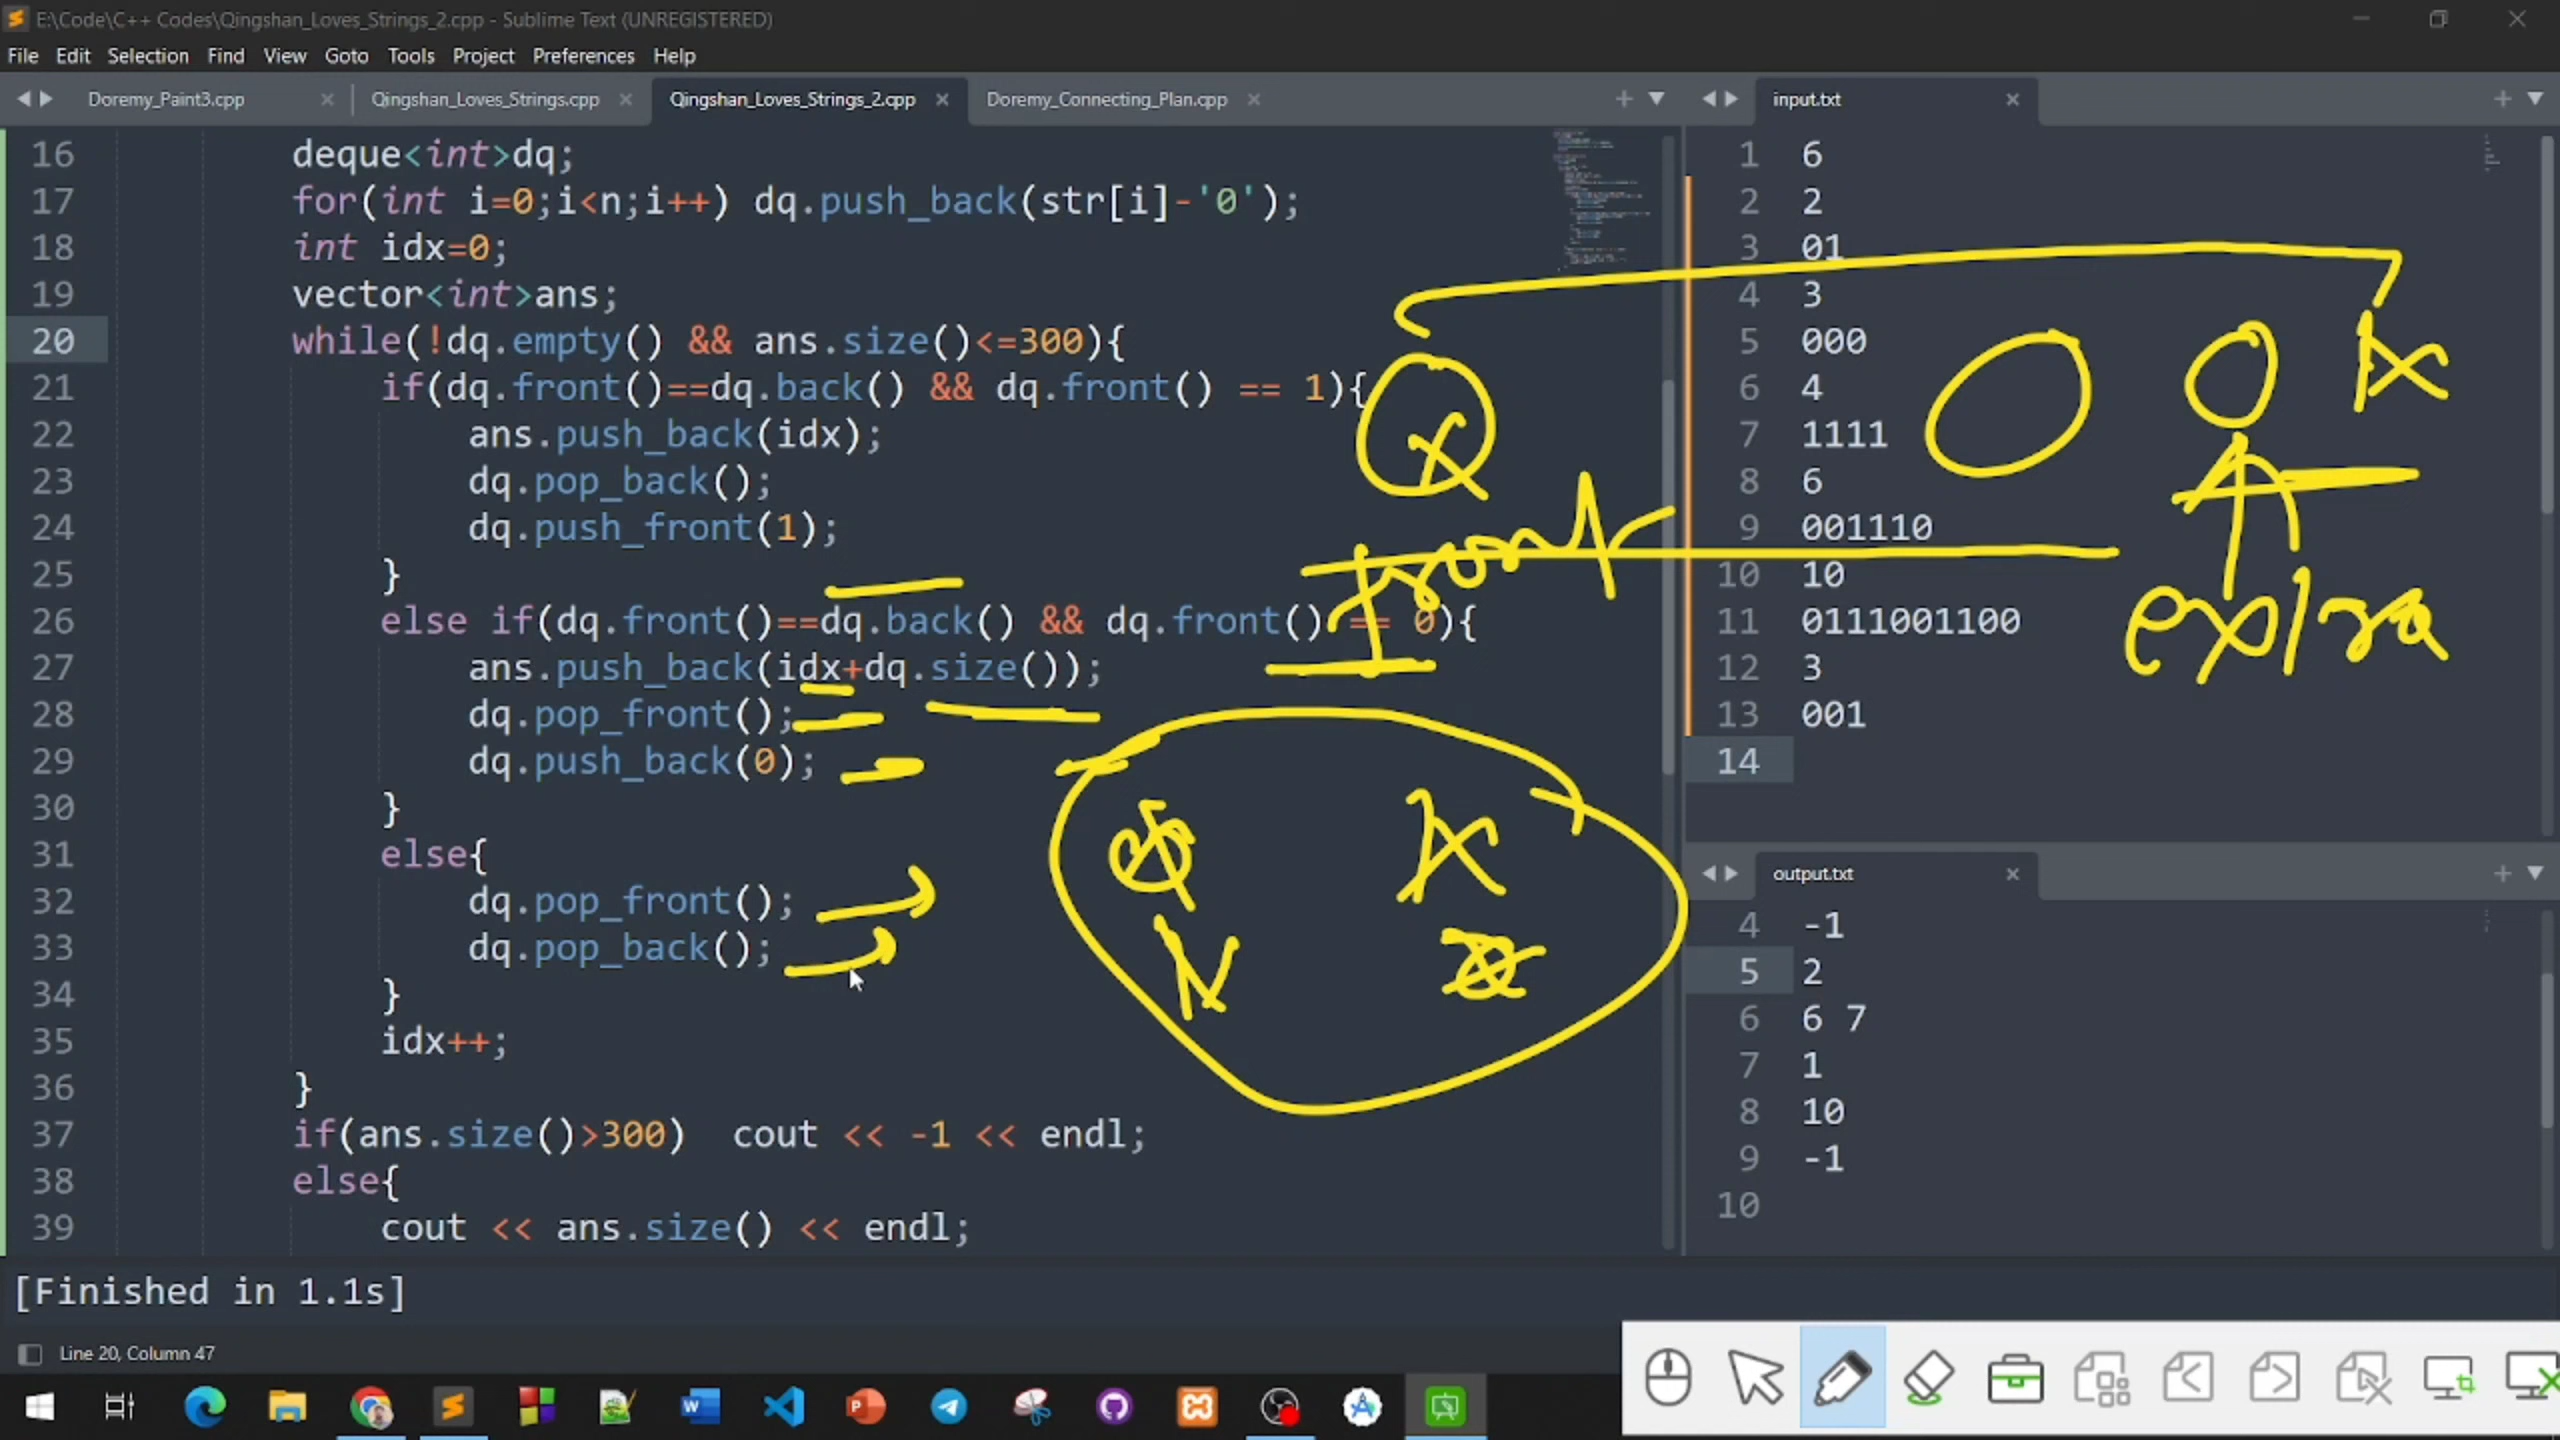 E:\Code\C++ Codes\Qingshan_Loves_Strings_2.cpp - Sublime Text (UNREGISTERED)
File Edit Selection Find View Goto Tools Project Preferences Help
Doremy_Paint3.cpp Qingshan_Loves_Strings.cpp Qingshan_Loves_Strings_2.cpp Doremy_Connecting_Plan.cpp
16 deque<int>dq;
17 for(int i=0;i<n;i++) dq.push_back(str[i]-'0');
18 int idx=0;
19 vector<int>ans;
20 while(!dq.empty() && ans.size()<=300){
21 if(dq.front()==dq.back() && dq.front() == 1){
22 ans.push_back(idx);
23 dq.pop_back();
24 dq.push_front(1);
25 }
26 else if(dq.front()==dq.back() && dq.front() == 0){
27 ans.push_back(idx+dq.size());
28 dq.pop_front();
29 dq.push_back(0);
30 }
31 else{
32 dq.pop_front();
33 dq.pop_back();
34 }
35 idx++;
36 }
37 if(ans.size()>300) cout << -1 << endl;
38 else{
39 cout << ans.size() << endl;
front
input.txt
1 6
2 2
3 01
4 3
5 000
6 4
7 1111
8 6
9 001110
10 10
11 0111001100
12 3
13 001
14
extra
output.txt
4 -1
5 2
6 6 7
7 1
8 10
9 -1
10
[Finished in 1.1s]
Line 20, Column 47